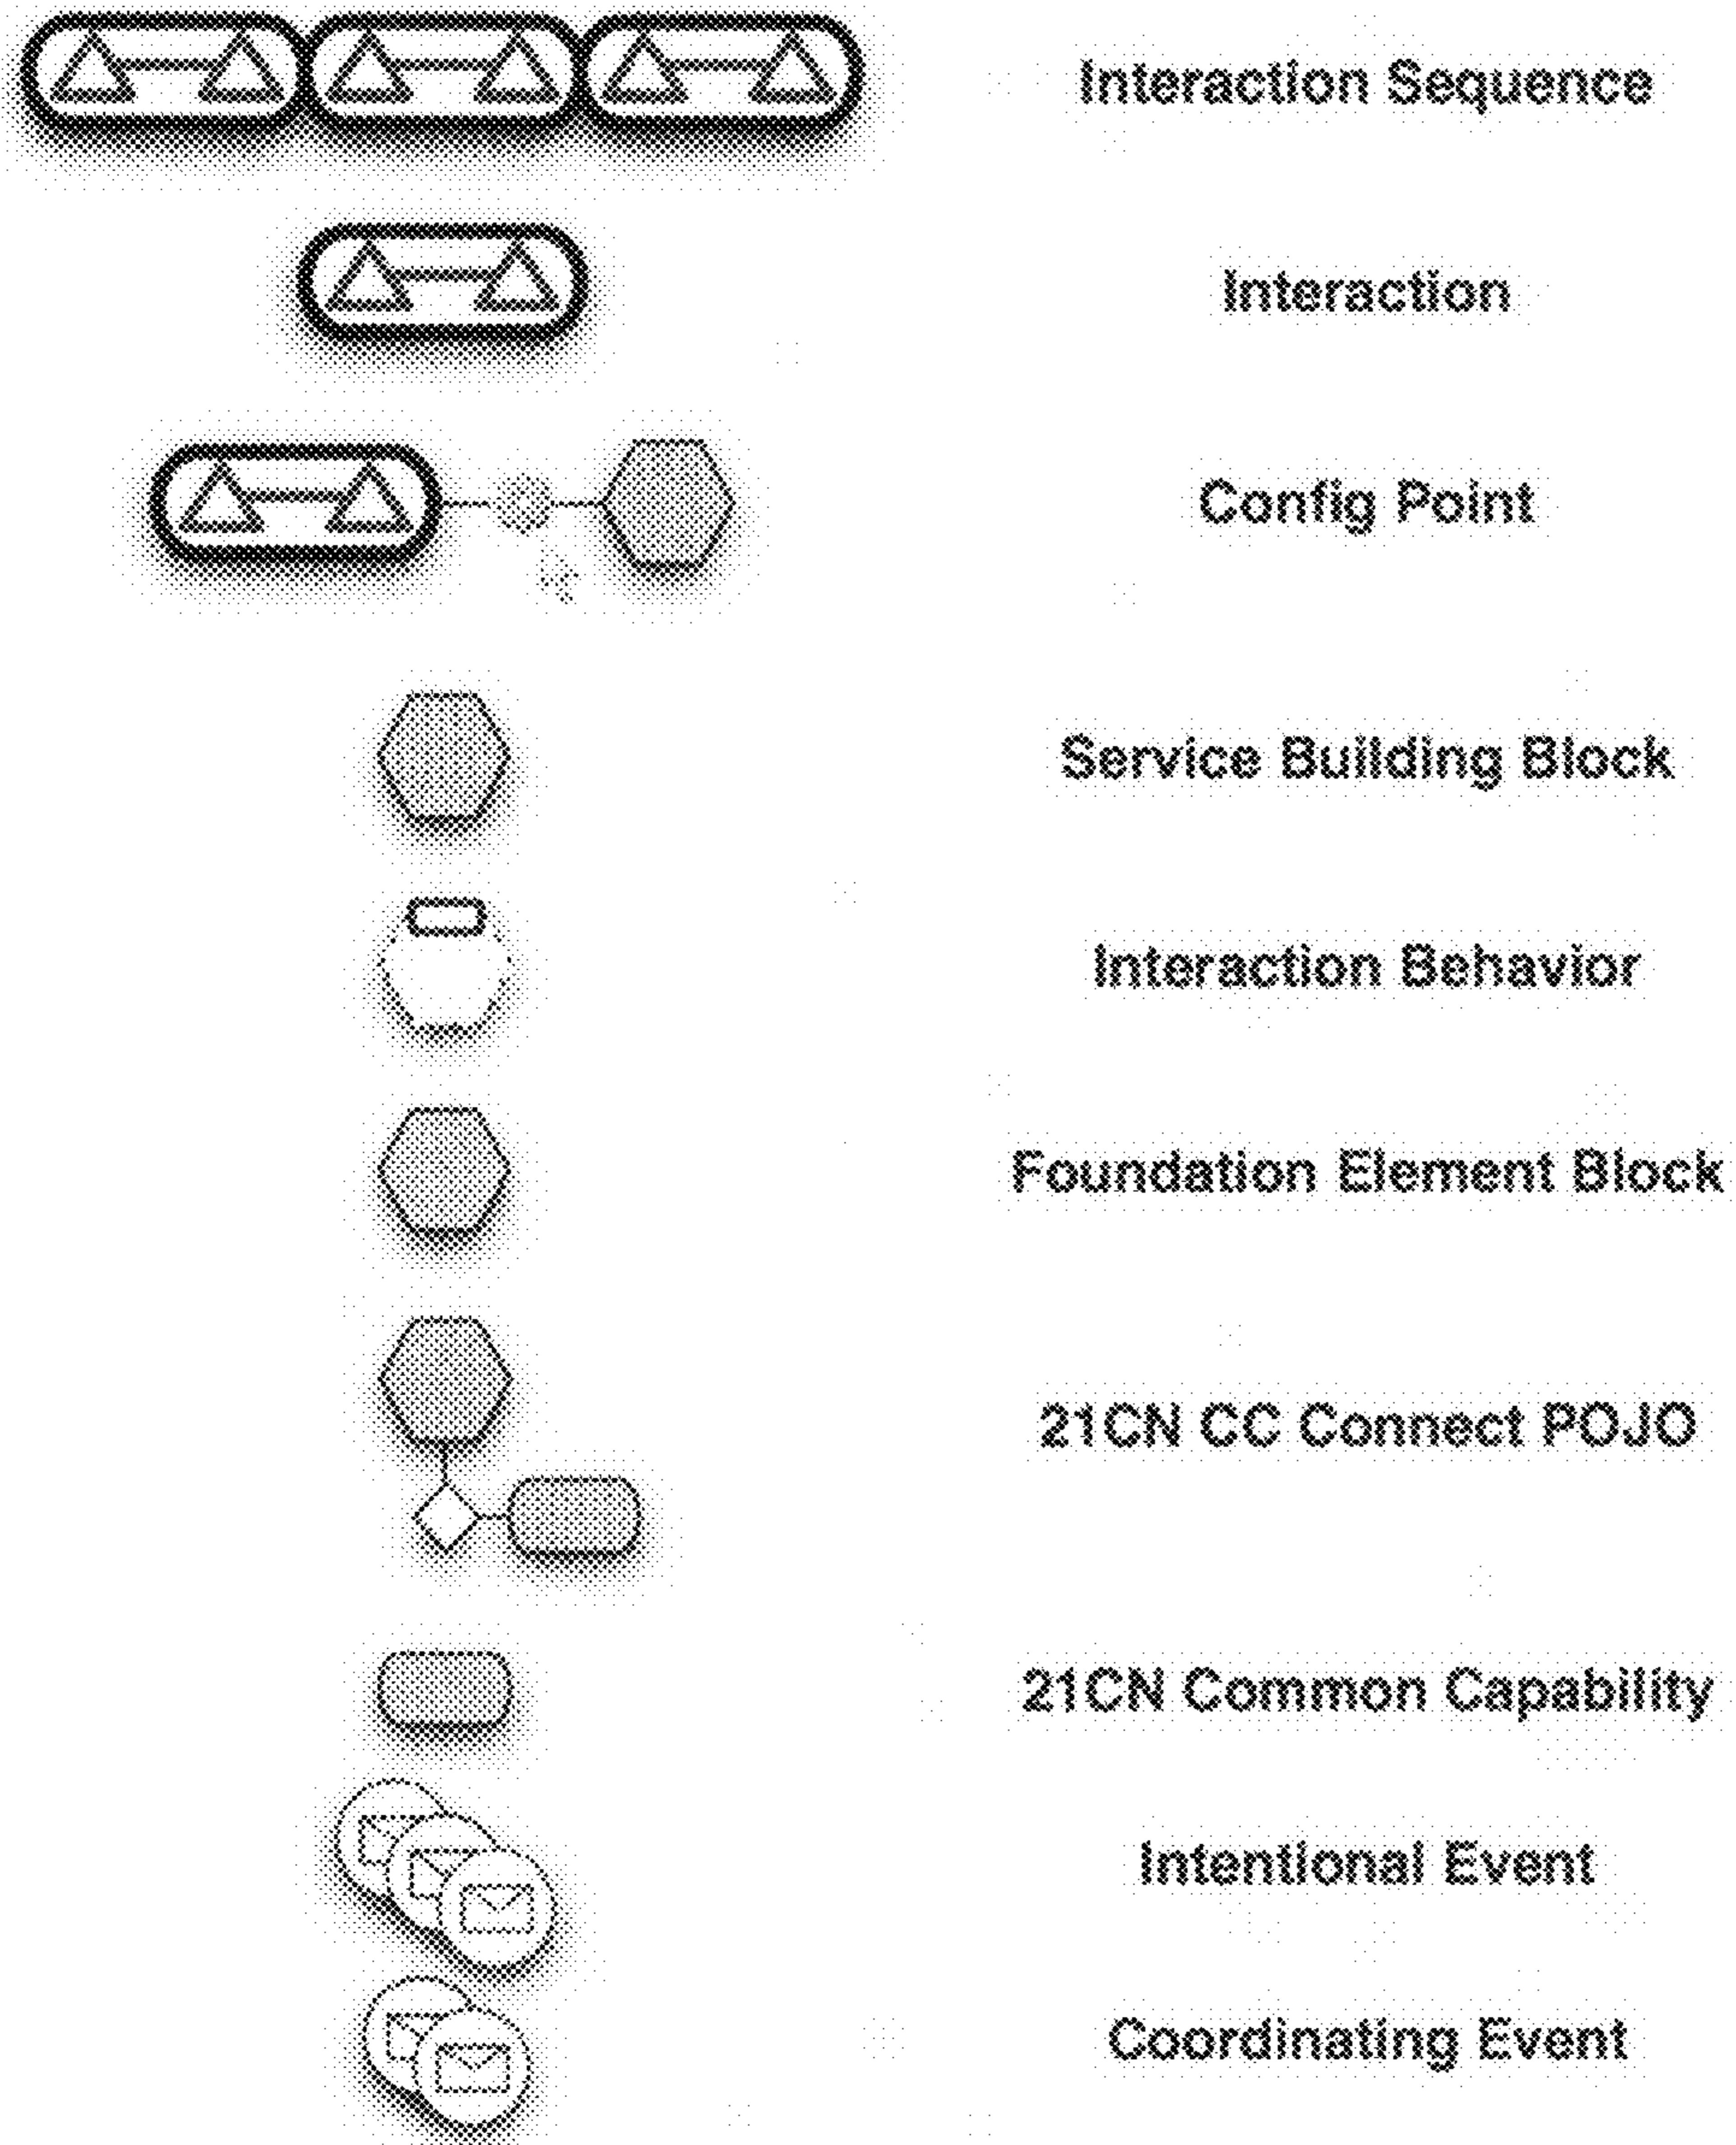 Interaction Sequence
Interaction
Config Point
Service Building Block
Interaction Behavior
Foundation Element Block
21CN CC Connect POJO
21CN Common Capability
Intentional Event
Coordinating Event